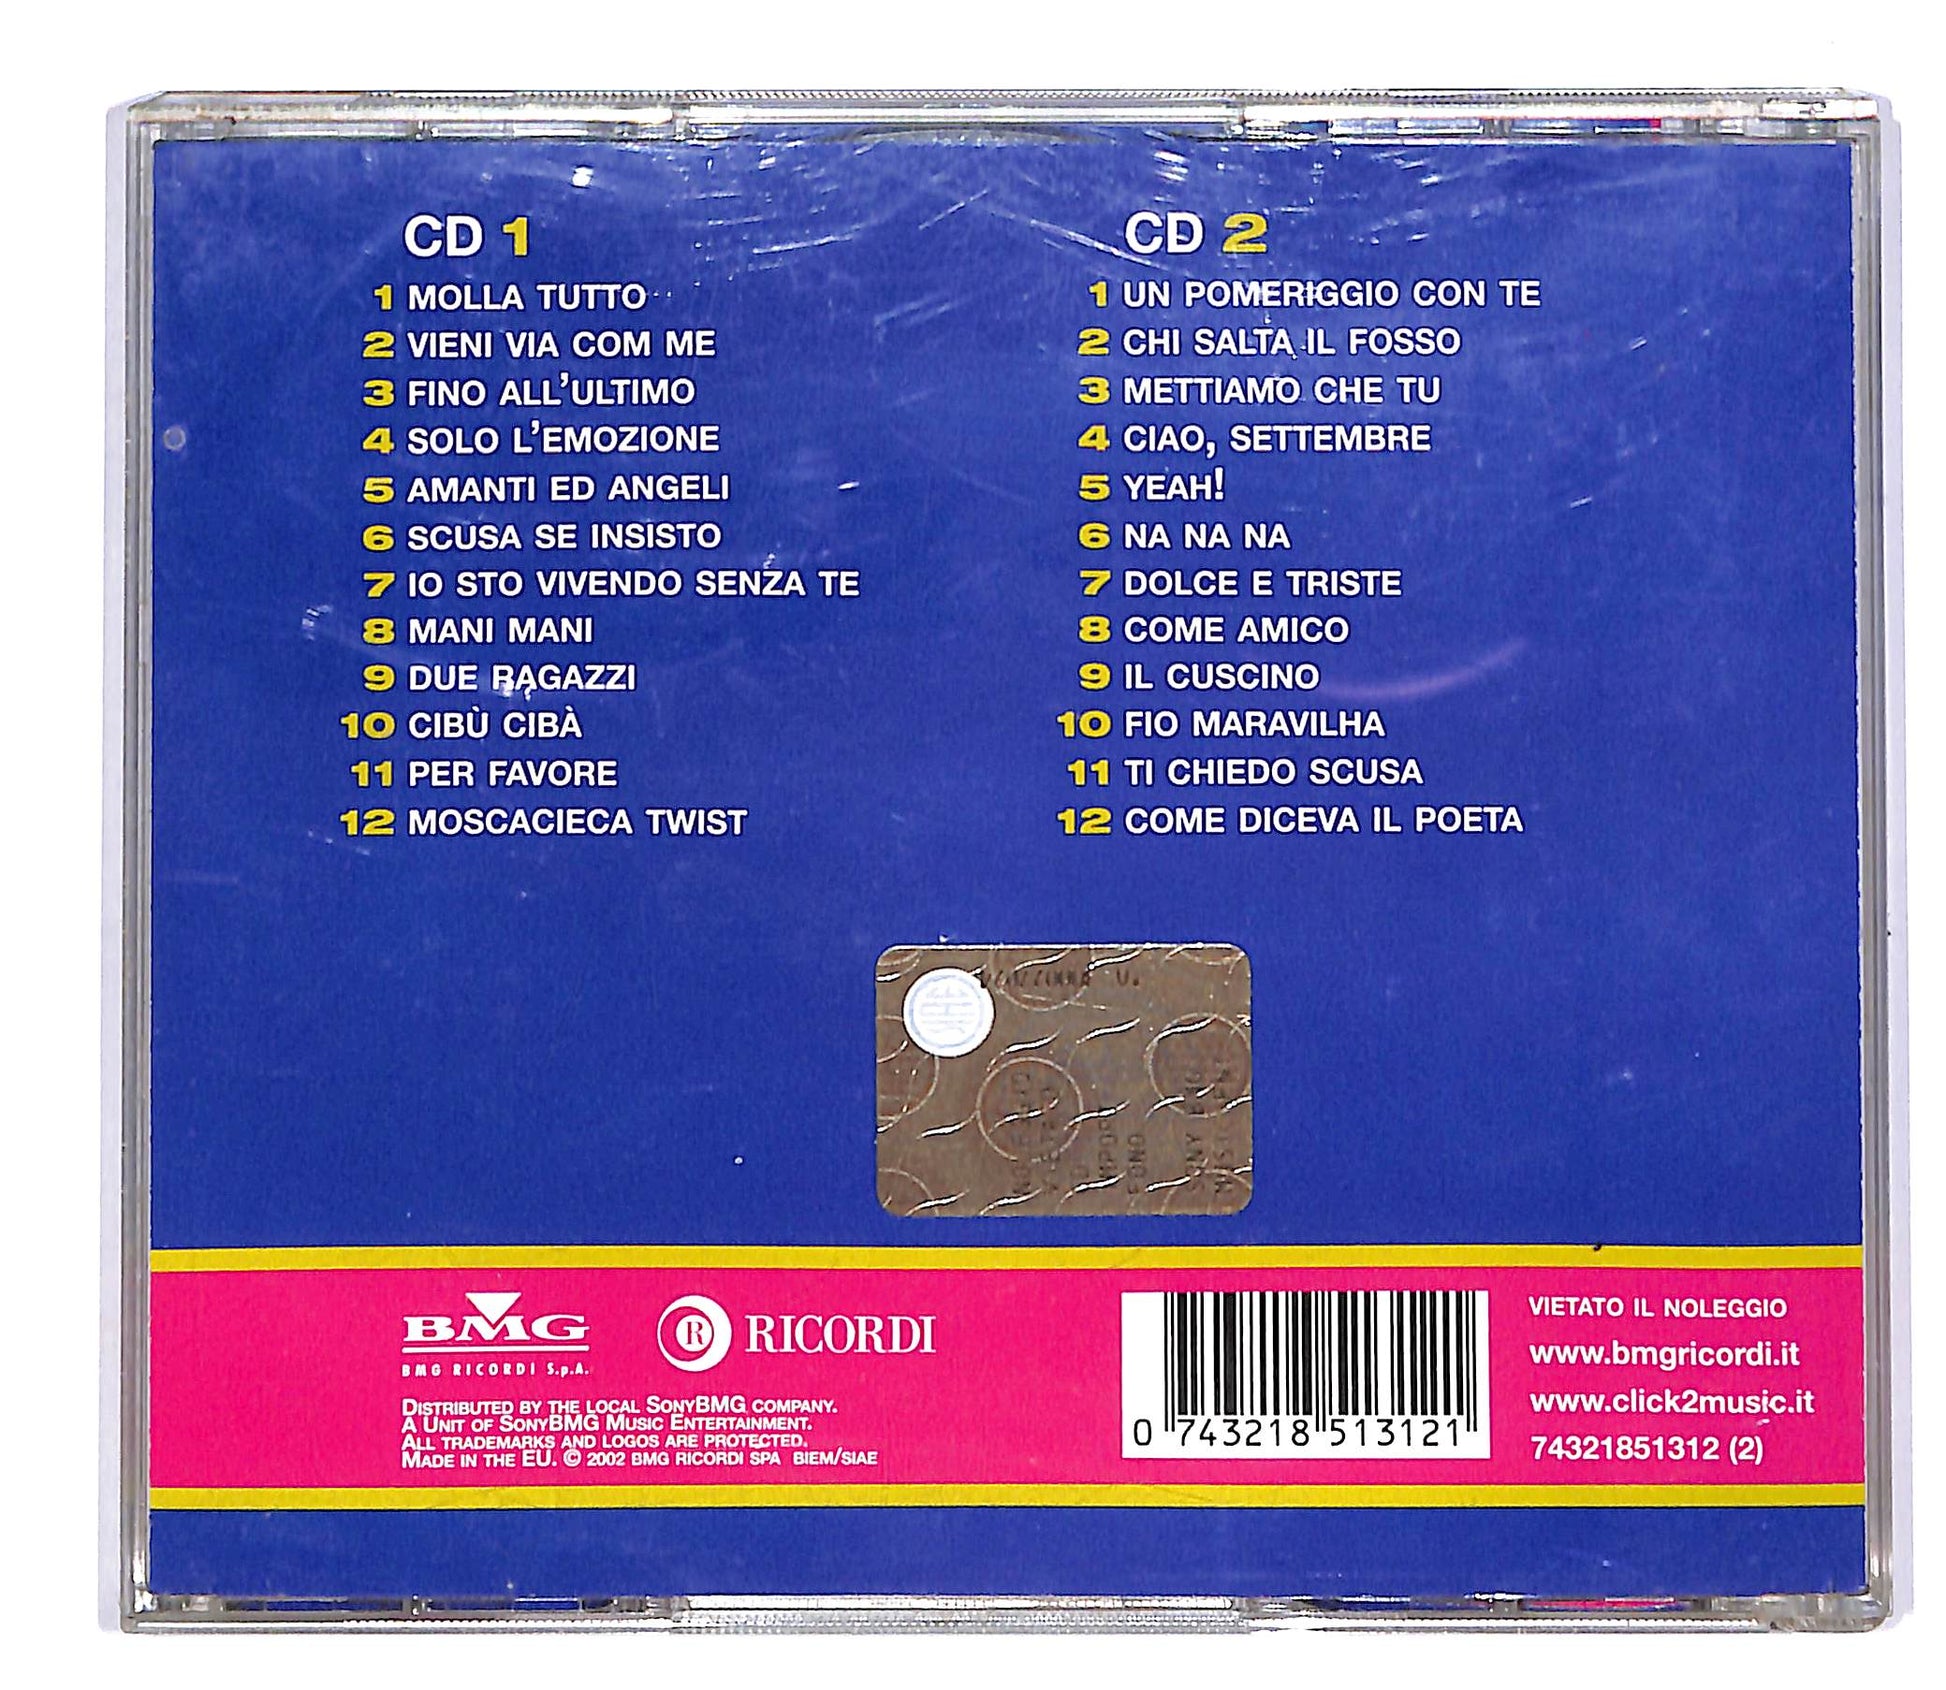 CD 1
1 MOLLA TUTTO
2 VIENI VIA COM ME
3 FINO ALL'ULTIMO
4 SOLO L'EMOZIONE
5 AMANTI ED ANGELI
6 SCUSA SE INSISTO
7 IO STO VIVENDO SENZA TE
8 MANI MANI
9 DUE RAGAZZI
10 CIBÙ CIBÀ
11 PER FAVORE
12 MOSCACIECA TWIST
CD 2
1 UN POMERIGGIO CON TE
2 CHI SALTA IL FOSSO
3 METTIAMO CHE TU
4 CIAO, SETTEMBRE
5 YEAH!
6 NA NA NA
7 DOLCE E TRISTE
8 COME AMICO
9 IL CUSCINO
10 FIO MARAVILHA
11 TI CHIEDO SCUSA
12 COME DICEVA IL POETA
SONY BMG
BMG
BMG RICORDI S.p.A.
R RICORDI
DISTRIBUTED BY THE LOCAL SONYBMG COMPANY.
A UNIT OF SONYBMG MUSIC ENTERTAINMENT.
ALL TRADEMARKS AND LOGOS ARE PROTECTED.
MADE IN THE EU. © 2002 BMG RICORDI SPA BIEM/SIAE
0 743218 513121
VIETATO IL NOLEGGIO
www.bmgricordi.it
www.click2music.it
74321851312 (2)